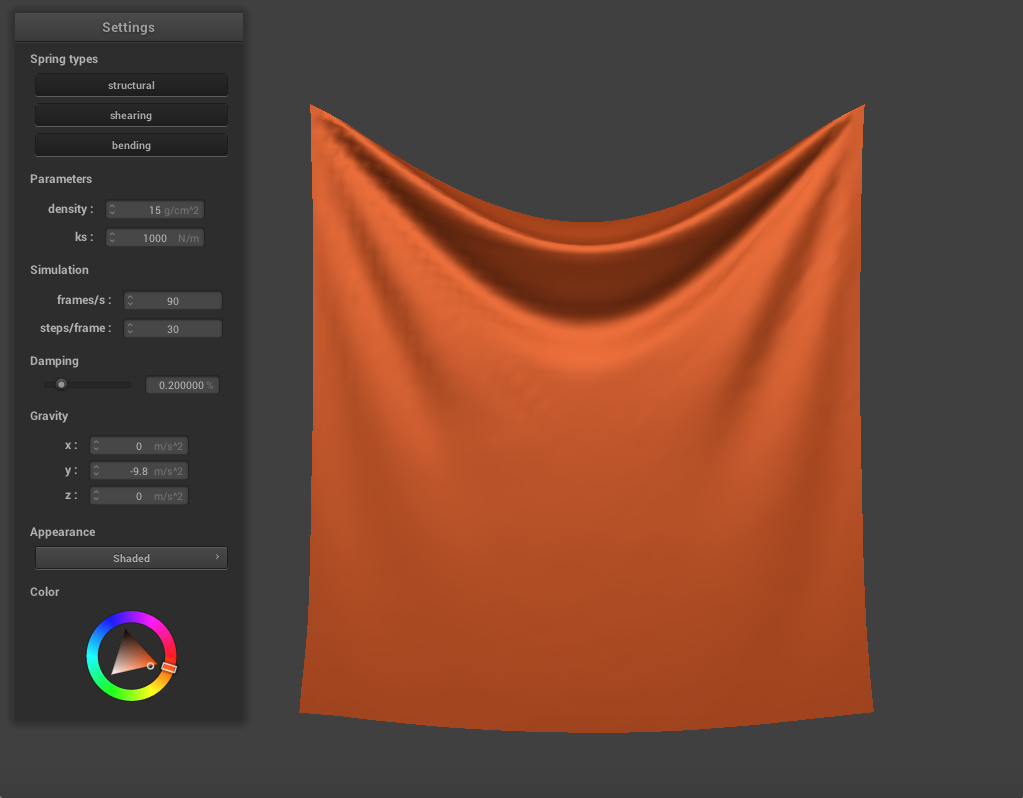 Settings
Spring types
structural
shearing
bending
Parameters
density : 15 g/cm^2
ks : 1000 N/m
Simulation
frames/s : 90
steps/frame : 30
Damping
0.200000 %
Gravity
x : 0 m/s^2
y : -9.8 m/s^2
z : 0 m/s^2
Appearance
Shaded
Color